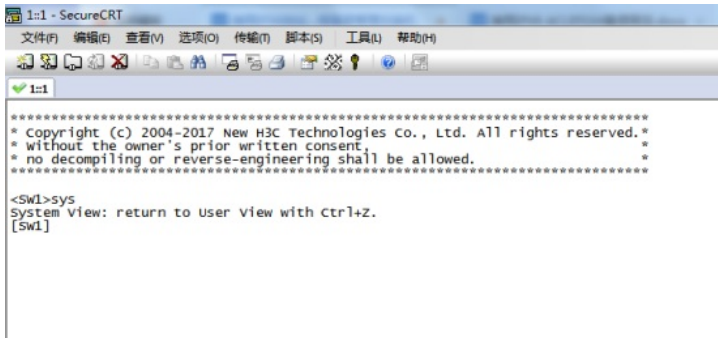 1::1 - SecureCRT
文件(F) 编辑(E) 查看(V) 选项(O) 传输(T) 脚本(S) 工具(L) 帮助(H)
1::1
******************************************************************************
* Copyright (c) 2004-2017 New H3C Technologies Co., Ltd. All rights reserved.*
* Without the owner's prior written consent, *
* no decompiling or reverse-engineering shall be allowed. *
******************************************************************************
<SW1>sys
System View: return to User View with Ctrl+Z.
[SW1]